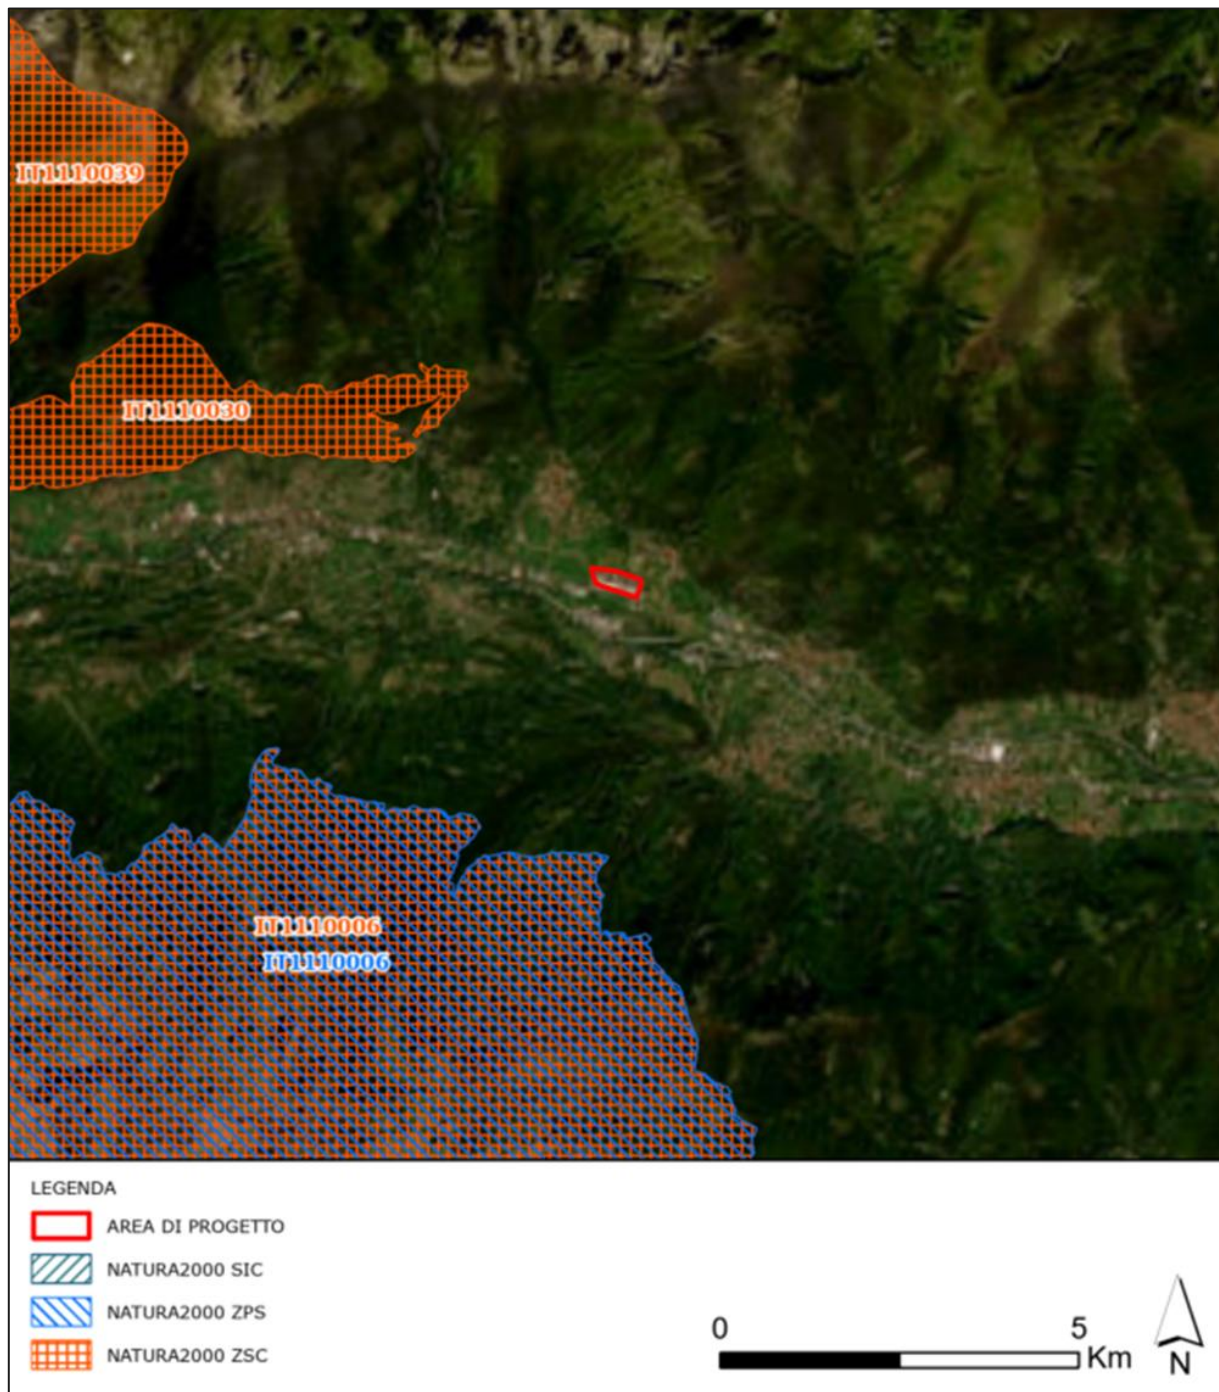 IT1110039
IT1110030
IT1110006
IT1110006
LEGENDA
AREA DI PROGETTO
NATURA2000 SIC
NATURA2000 ZPS
NATURA2000 ZSC
0 5
Km
N